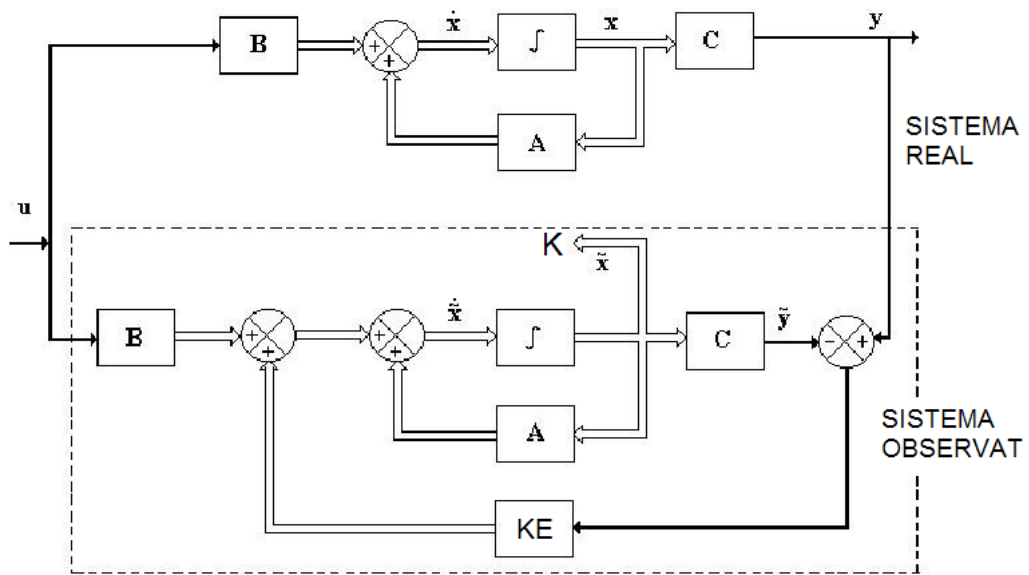 ẋ
x
y
B
+
+
∫
C
A
SISTEMA
REAL
u
K
x̃
B
+
+
+
+
x̃̇
∫
C
ỹ
-
+
A
SISTEMA
OBSERVAT
KE